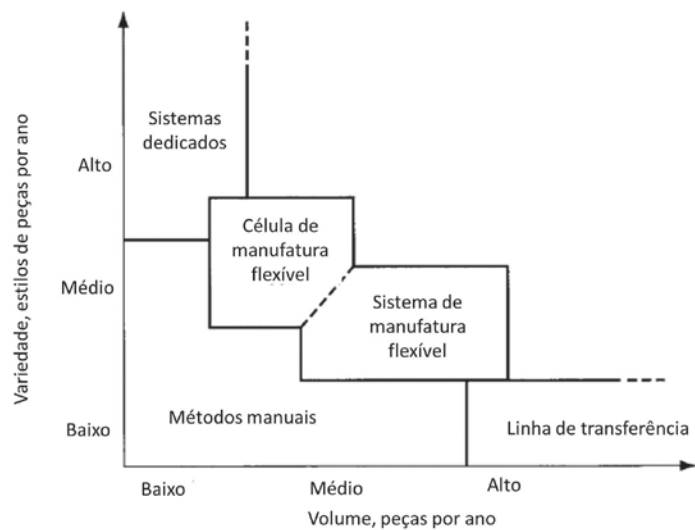 Sistemas
dedicados
Alto
Célula de
manufatura
flexível
Médio
Sistema de
manufatura
flexível
Variedade, estilos de peças por ano
Métodos manuais
Baixo
Linha de transferência
Baixo
Médio
Alto
Volume, peças por ano